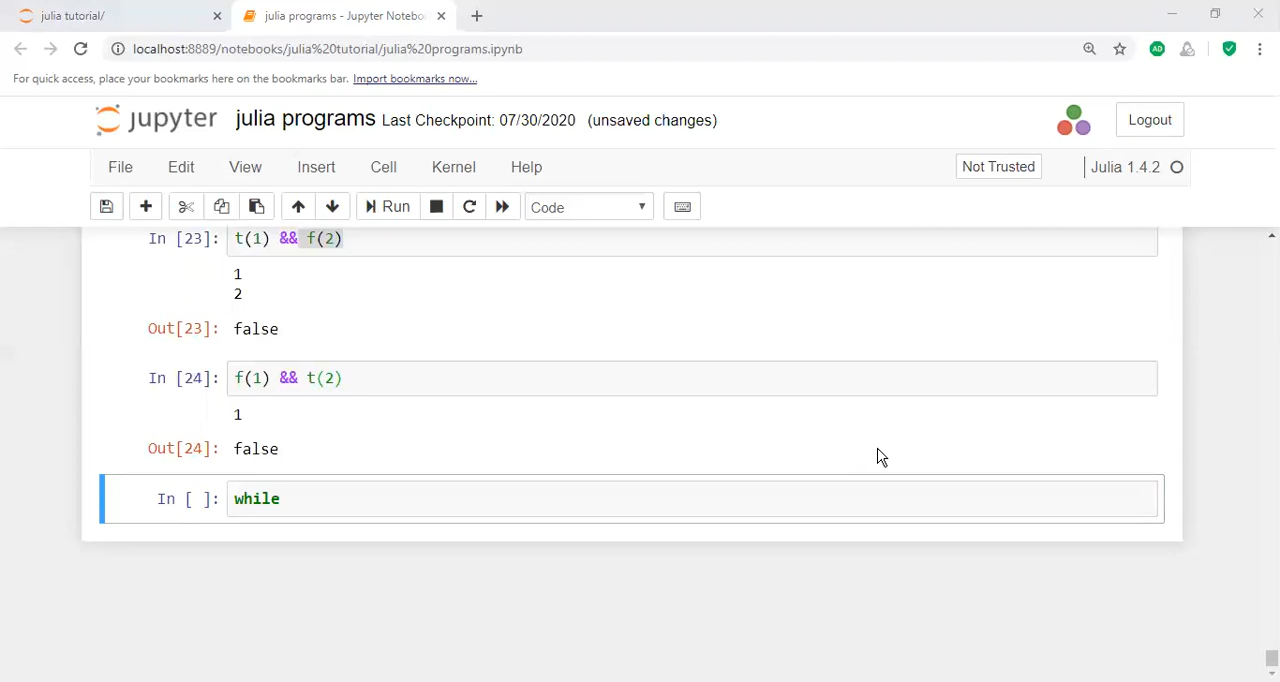 julia tutorial/
julia programs - Jupyter Notebo
localhost:8889/notebooks/julia%20tutorial/julia%20programs.ipynb
For quick access, place your bookmarks here on the bookmarks bar. Import bookmarks now...
jupyter julia programs Last Checkpoint: 07/30/2020 (unsaved changes) Logout
File Edit View Insert Cell Kernel Help Not Trusted Julia 1.4.2
Run Code
In [23]: t(1) && f(2)
1
2
Out[23]: false
In [24]: f(1) && t(2)
1
Out[24]: false
In [ ]: while